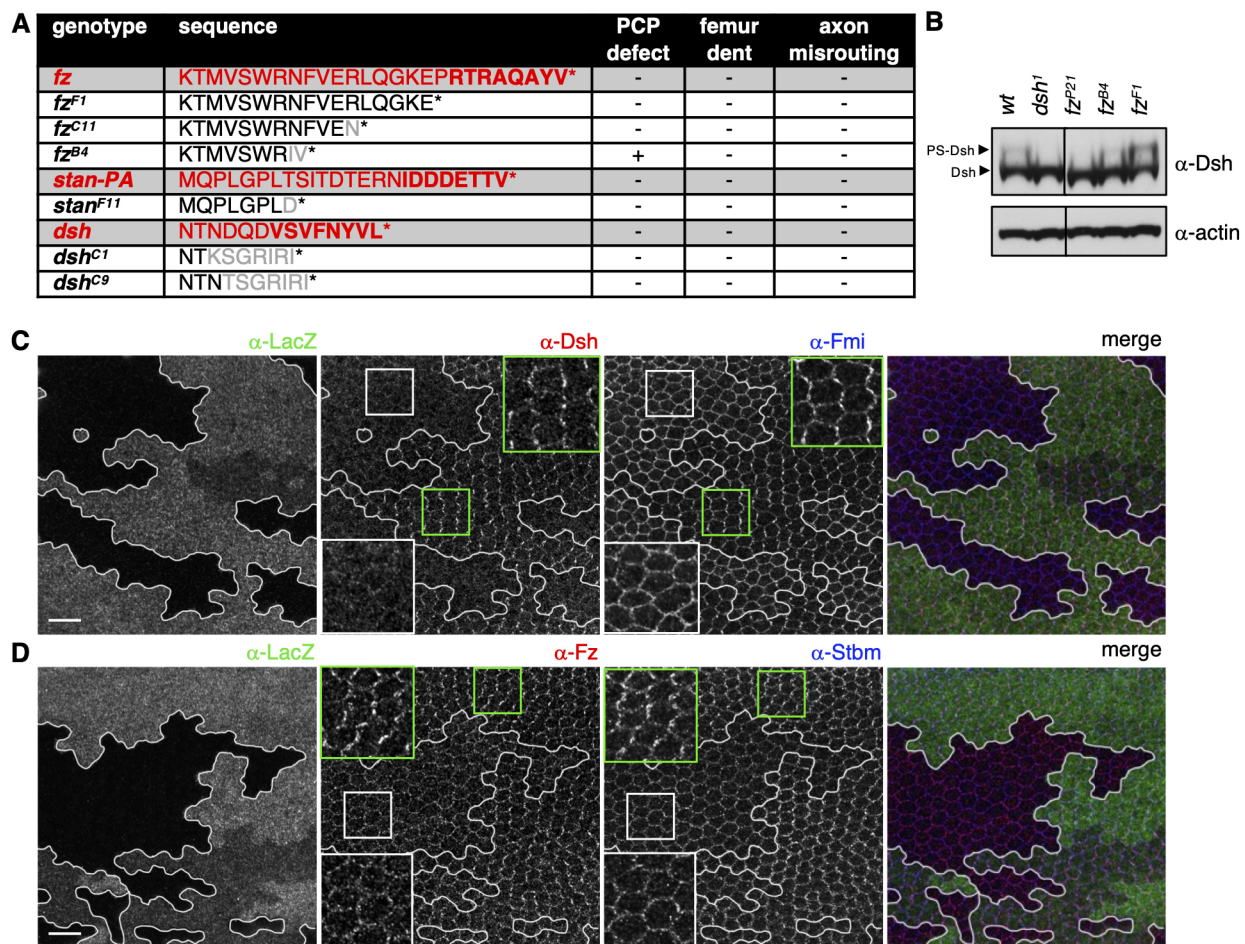 A
genotype sequence PCP defect femur dent axon misrouting
fz KTMVSWRNFVERLQGKEPRTRAQAYV* - - -
fzF1 KTMVSWRNFVERLQGKE* - - -
fzC11 KTMVSWRNFVEN* - - -
fzB4 KTMVSWRIV* + - -
stan-PA MQPLGPLTSITDTERNIDDDETTV* - - -
stanF11 MQPLGPLD* - - -
dsh NTNDQDVSVFNYVL* - - -
dshC1 NTKSGRIRI* - - -
dshC9 NTNTSGRIRI* - - -
B
wt dsh1 fzP21 fzB4 fzF1
PS-Dsh
Dsh
α-Dsh
α-actin
C
α-LacZ α-Dsh α-Fmi merge
D
α-LacZ α-Fz α-Stbm merge